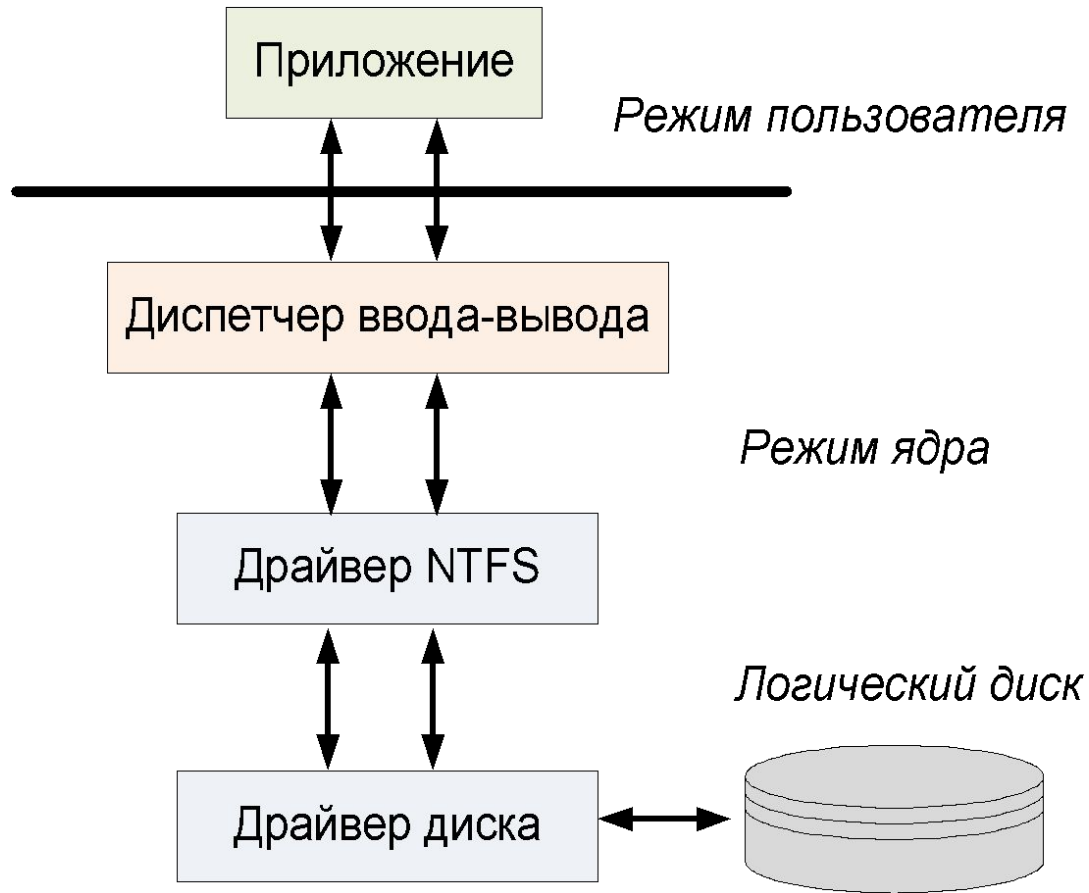 Приложение
Режим пользователя
Диспетчер ввода-вывода
Режим ядра
Драйвер NTFS
Логический диск
Драйвер диска